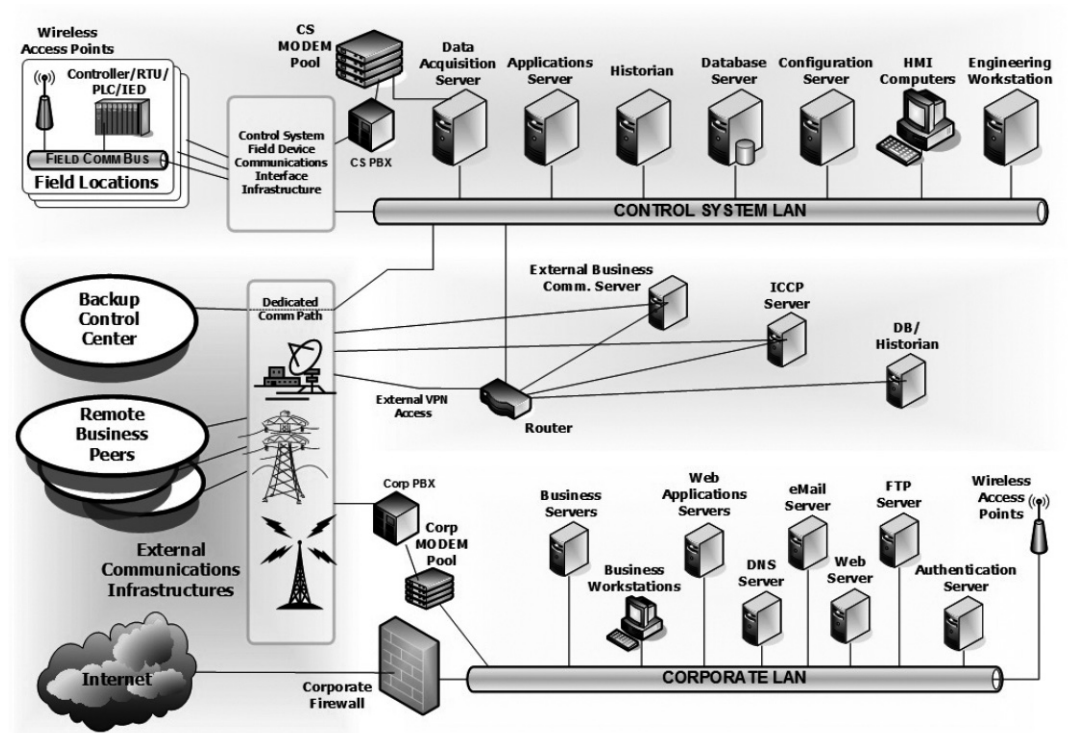 Wireless
Access Points
Controller/RTU/
PLC/IED
FIELD COMM BUS
Field Locations
Control System
Field Device
Communications
Interface
Infrastructure
CS
MODEM
Pool
CS PBX
Data
Acquisition
Server
Applications
Server
Historian
Database
Server
Configuration
Server
HMI
Computers
Engineering
Workstation
CONTROL SYSTEM LAN
Backup
Control
Center
Dedicated
Comm Path
External Business
Comm. Server
ICCP
Server
DB/
Historian
External VPN
Access
Router
Remote
Business
Peers
External
Communications
Infrastructures
Corp PBX
Corp
MODEM
Pool
Business
Servers
Web
Applications
Servers
eMail
Server
FTP
Server
Wireless
Access
Points
Business
Workstations
DNS
Server
Web
Server
Authentication
Server
Internet
Corporate
Firewall
CORPORATE LAN